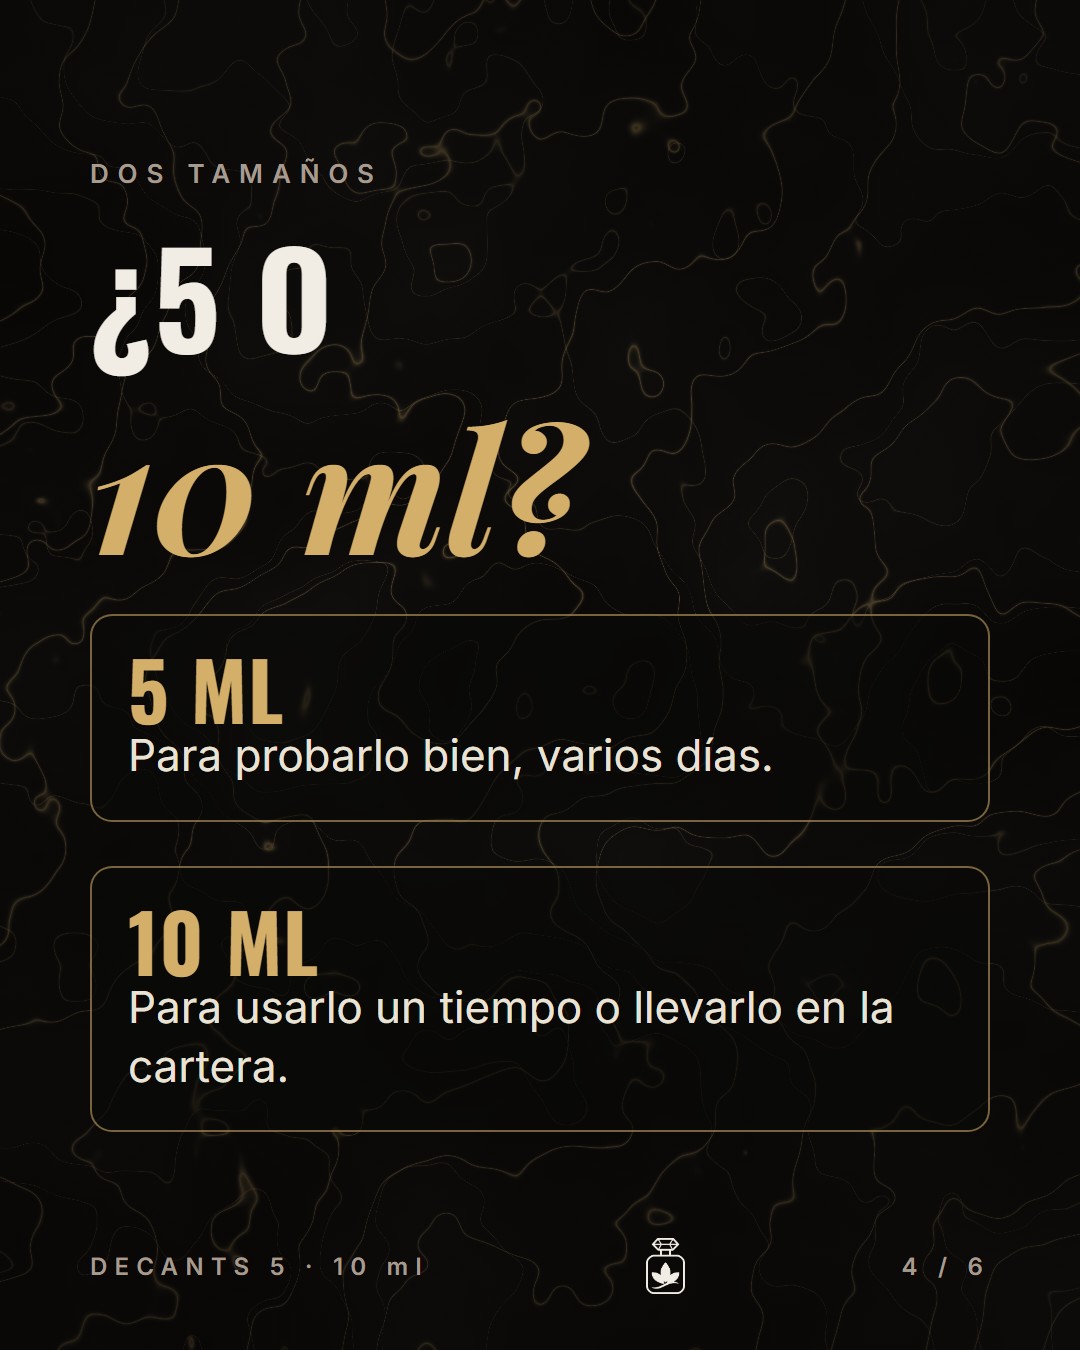 DOS TAMAÑOS
¿5 O
10 ml?
5 ML
Para probarlo bien, varios días.
10 ML
Para usarlo un tiempo o llevarlo en la
cartera.
DECANTS 5 · 10 ml
4 / 6